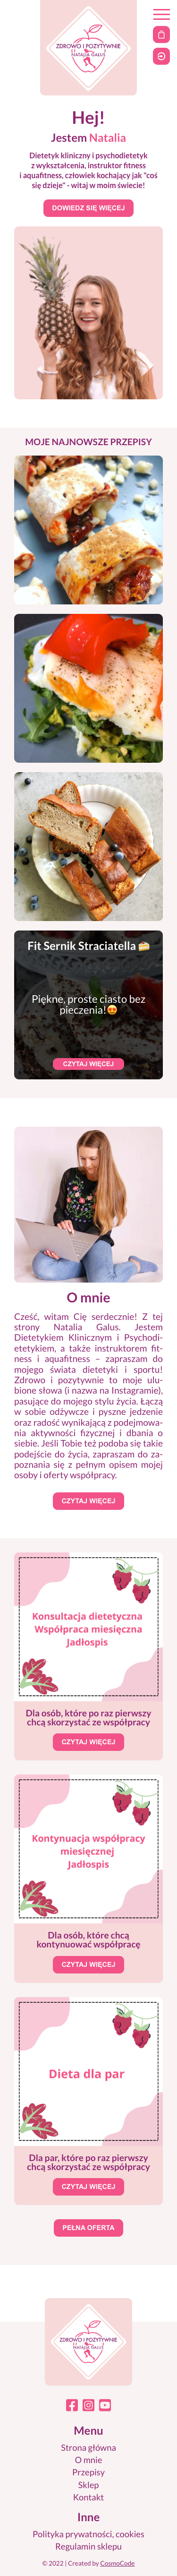 ZDROWO I POZYTYWNIE
NATALIA GALUS
Hej!
Jestem Natalia
Dietetyk kliniczny i psychodietetyk
z wykształcenia, instruktor fitness
i aquafitness, człowiek kochający jak "coś
się dzieje" - witaj w moim świecie!
DOWIEDZ SIĘ WIĘCEJ
MOJE NAJNOWSZE PRZEPISY
Fit Sernik Straciatella 🍰
Piękne, proste ciasto bez
pieczenia!😍
CZYTAJ WIĘCEJ
O mnie
Cześć, witam Cię serdecznie! Z tej
strony Natalia Galus. Jestem
Dietetykiem Klinicznym i Psychodi-
etetykiem, a także instruktorem fit-
ness i aquafitness – zapraszam do
mojego świata dietetyki i sportu!
Zdrowo i pozytywnie to moje ulu-
bione słowa (i nazwa na Instagramie),
pasujące do mojego stylu życia. Łączą
w sobie odżywcze i pyszne jedzenie
oraz radość wynikającą z podejmowa-
nia aktywności fizycznej i dbania o
siebie. Jeśli Tobie też podoba się takie
podejście do życia, zapraszam do za-
poznania się z pełnym opisem mojej
osoby i oferty współpracy.
CZYTAJ WIĘCEJ
Konsultacja dietetyczna
Współpraca miesięczna
Jadłospis
Dla osób, które po raz pierwszy
chcą skorzystać ze współpracy
CZYTAJ WIĘCEJ
Kontynuacja współpracy
miesięcznej
Jadłospis
Dla osób, które chcą
kontynuować współpracę
CZYTAJ WIĘCEJ
Dieta dla par
Dla par, które po raz pierwszy
chcą skorzystać ze współpracy
CZYTAJ WIĘCEJ
PEŁNA OFERTA
ZDROWO I POZYTYWNIE
NATALIA GALUS
Menu
Strona główna
O mnie
Przepisy
Sklep
Kontakt
Inne
Polityka prywatności, cookies
Regulamin sklepu
© 2022 | Created by CosmoCode